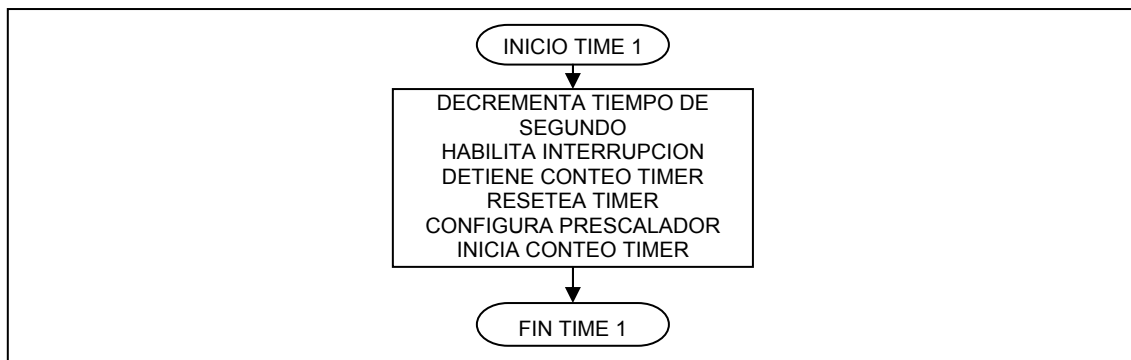 INICIO TIME 1
DECREMENTA TIEMPO DE
SEGUNDO
HABILITA INTERRUPCION
DETIENE CONTEO TIMER
RESETEA TIMER
CONFIGURA PRESCALADOR
INICIA CONTEO TIMER
FIN TIME 1